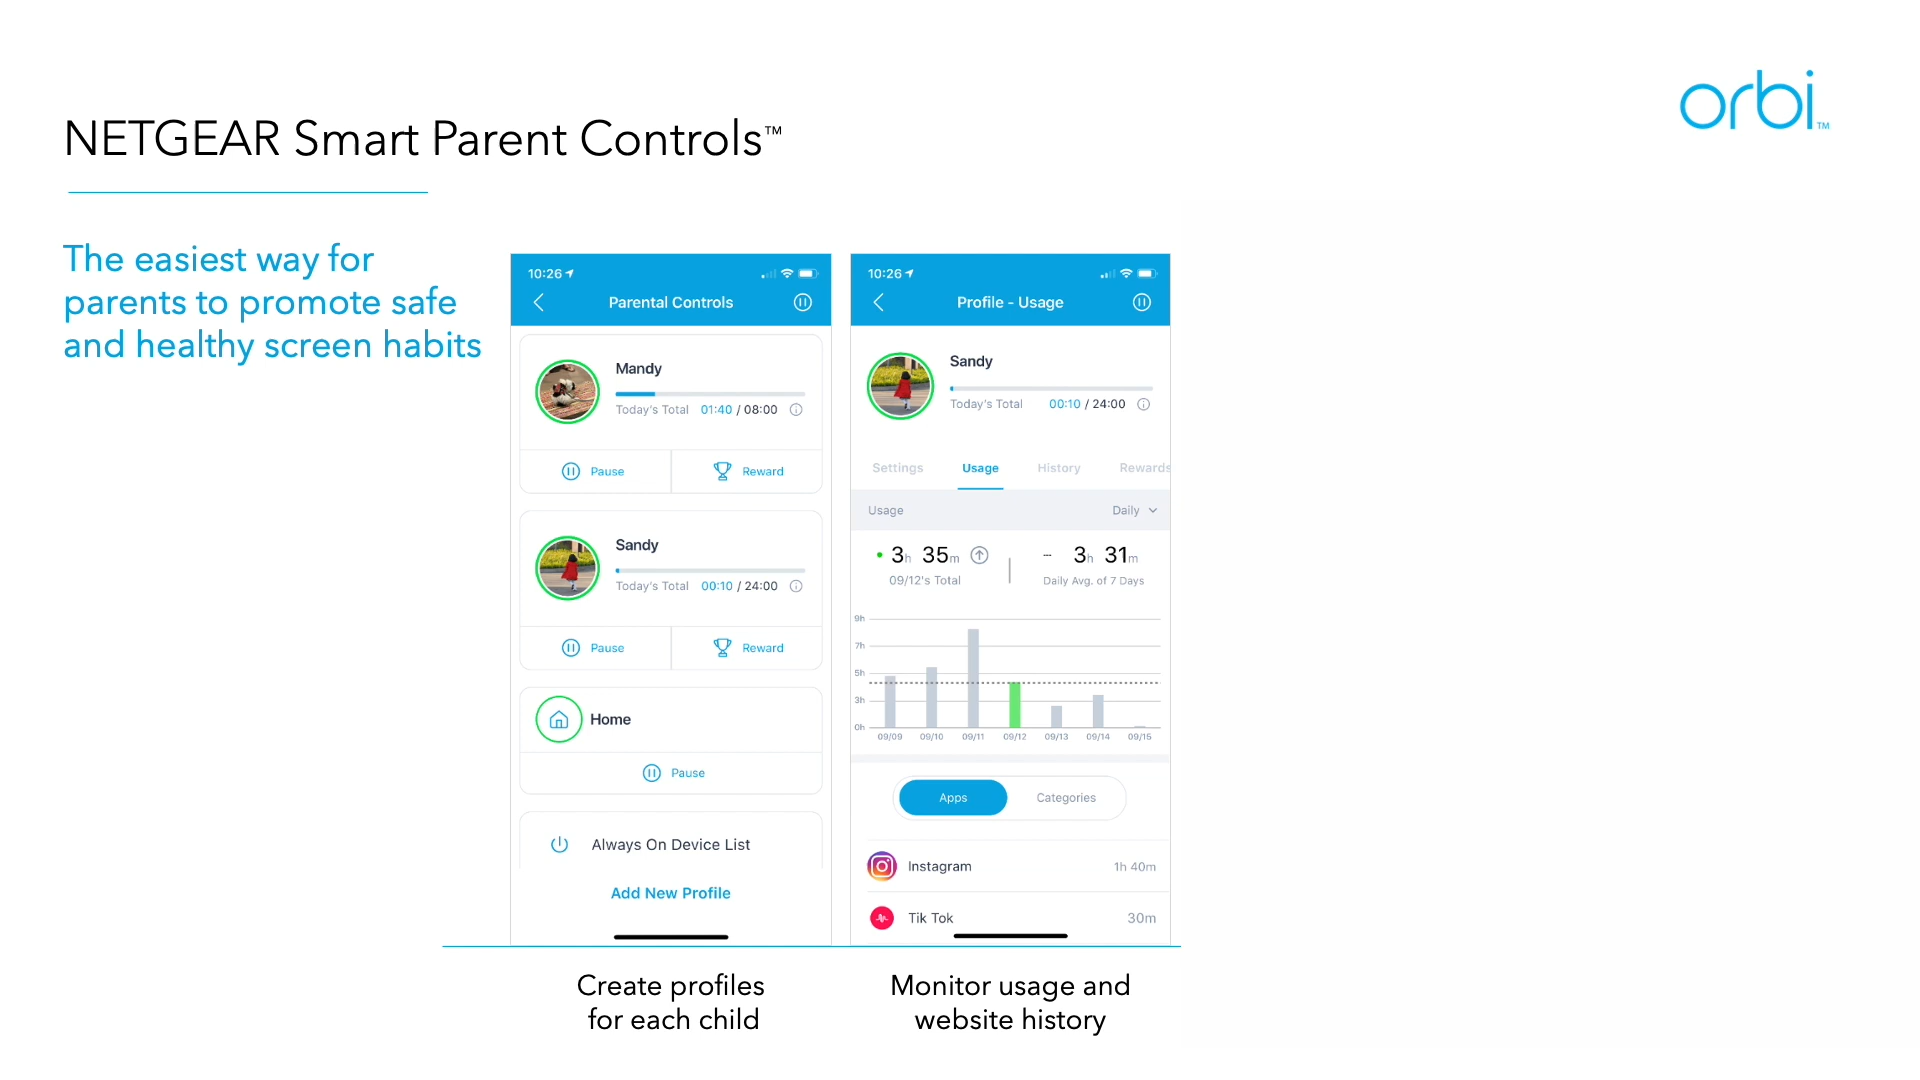 orbi™
NETGEAR Smart Parent Controls™
The easiest way for
parents to promote safe
and healthy screen habits
10:26
Parental Controls
Mandy
Today's Total 01:40 / 08:00
Pause Reward
Sandy
Today's Total 00:10 / 24:00
Pause Reward
Home
Pause
Always On Device List
Add New Profile
Create profiles
for each child
10:26
Profile - Usage
Sandy
Today's Total 00:10 / 24:00
Settings Usage History Rewards
Usage Daily
3h 35m -- 3h 31m
09/12's Total Daily Avg. of 7 Days
9h
7h
5h
3h
0h
09/09 09/10 09/11 09/12 09/13 09/14 09/15
Apps Categories
Instagram 1h 40m
Tik Tok 30m
Monitor usage and
website history